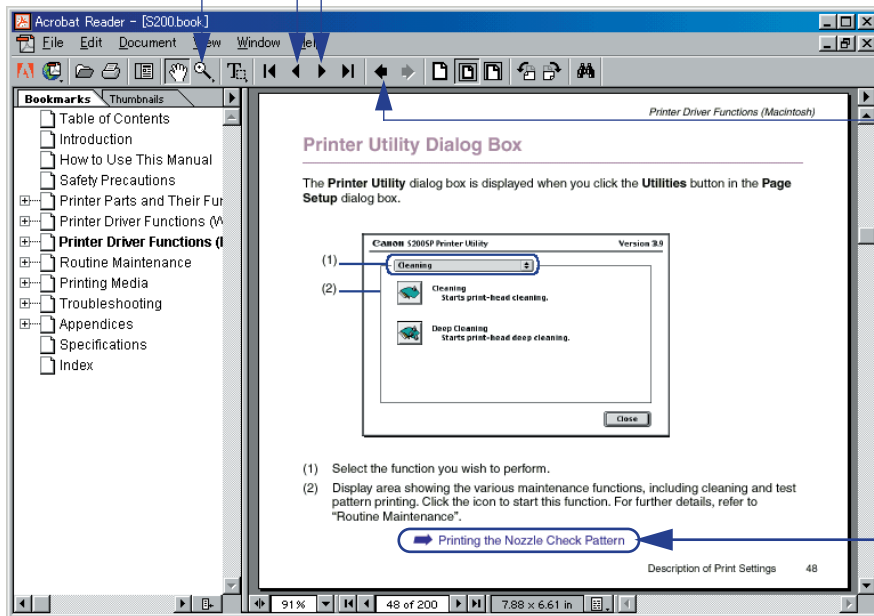 Acrobat Reader - [S200.book]
File Edit Document View Window Help
Bookmarks Thumbnails
Table of Contents
Introduction
How to Use This Manual
Safety Precautions
Printer Parts and Their Fur
Printer Driver Functions (W
Printer Driver Functions (I
Routine Maintenance
Printing Media
Troubleshooting
Appendices
Specifications
Index
Printer Driver Functions (Macintosh)
Printer Utility Dialog Box
The Printer Utility dialog box is displayed when you click the Utilities button in the Page
Setup dialog box.
Canon S200SP Printer Utility Version 3.9
(1)
Cleaning
(2)
Cleaning
Starts print-head cleaning.
Deep Cleaning
Starts print-head deep cleaning.
Close
(1) Select the function you wish to perform.
(2) Display area showing the various maintenance functions, including cleaning and test
pattern printing. Click the icon to start this function. For further details, refer to
“Routine Maintenance”.
Printing the Nozzle Check Pattern
Description of Print Settings 48
91% 48 of 200 7.88 × 6.61 in